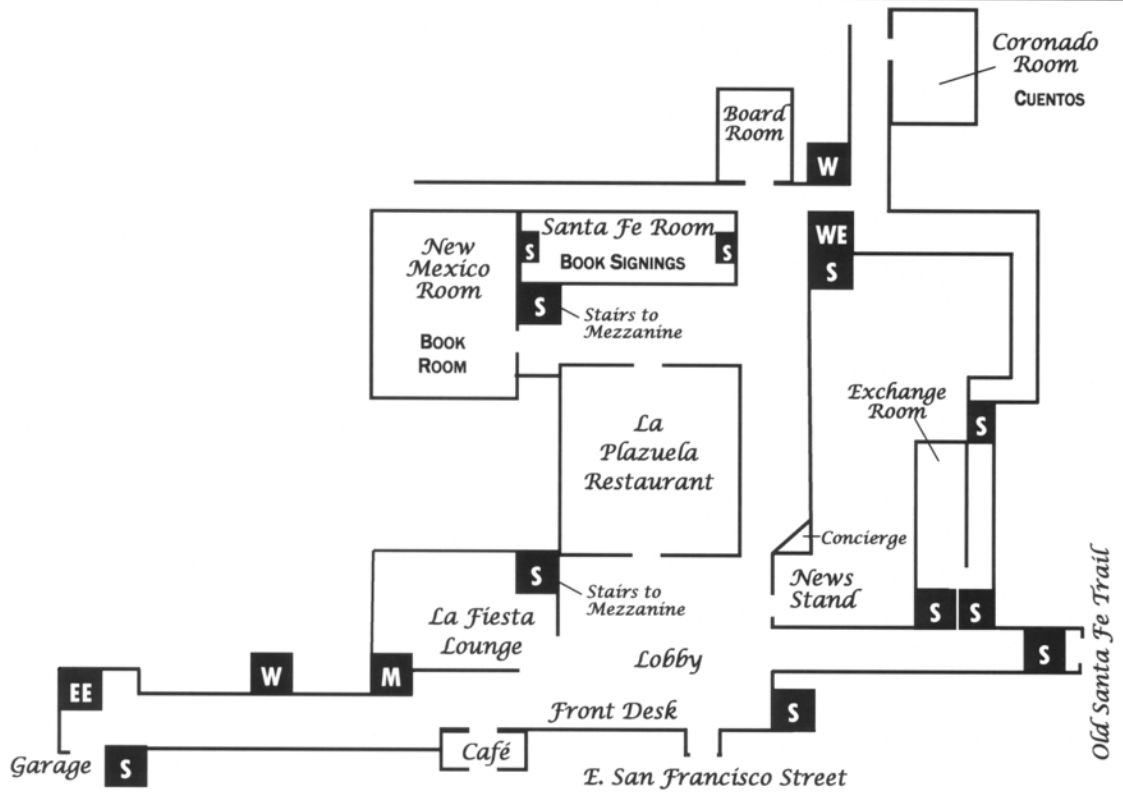 Coronado
Room
CUENTOS
Board
Room
W
Santa Fe Room
S
BOOK SIGNINGS
S
WE
S
New
Mexico
Room
BOOK
ROOM
S
Stairs to
Mezzanine
Exchange
Room
S
La
Plazuela
Restaurant
Concierge
News
Stand
S
Stairs to
Mezzanine
S
S
La Fiesta
Lounge
Lobby
S
Old Santa Fe Trail
EE
W
M
Front Desk
S
Garage
S
Café
E. San Francisco Street